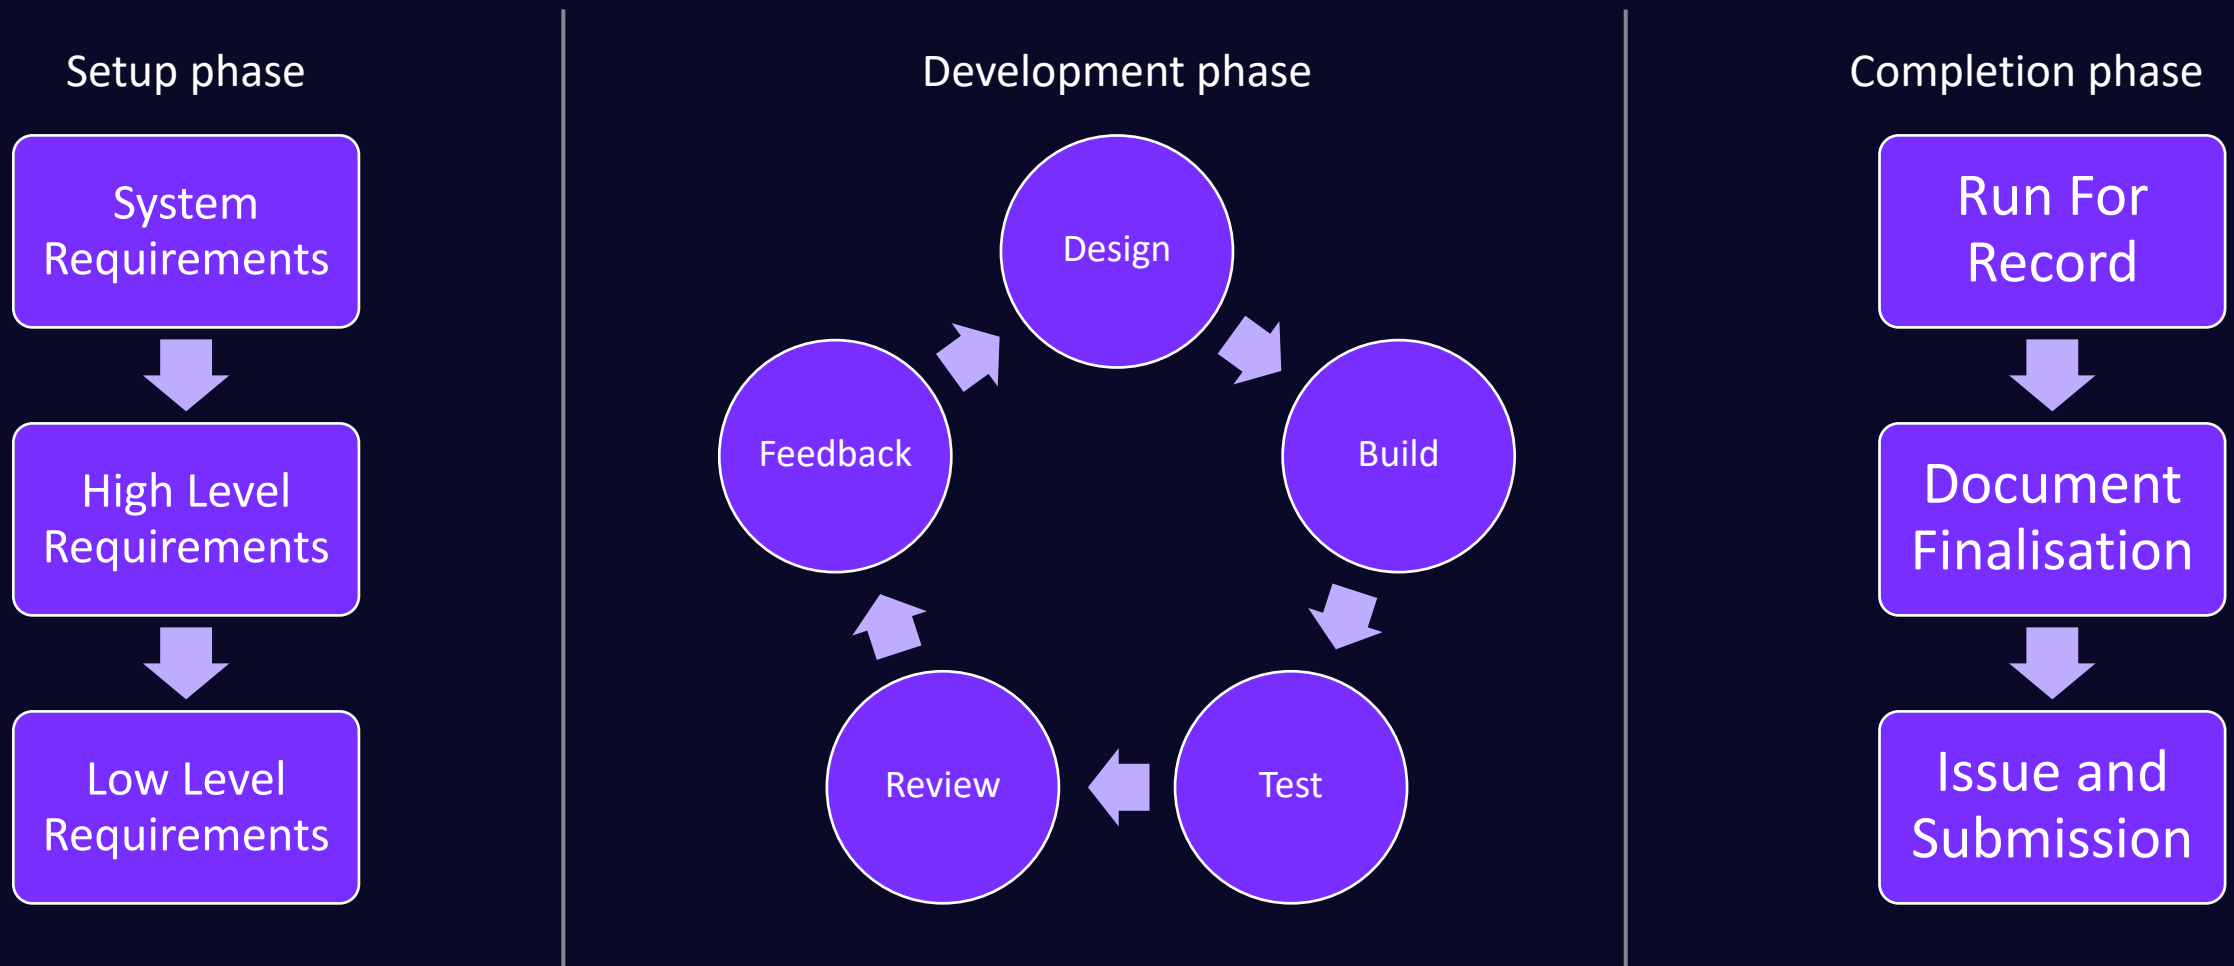 Setup phase
System
Requirements
High Level
Requirements
Low Level
Requirements
Development phase
Design
Build
Test
Review
Feedback
Completion phase
Run For
Record
Document
Finalisation
Issue and
Submission